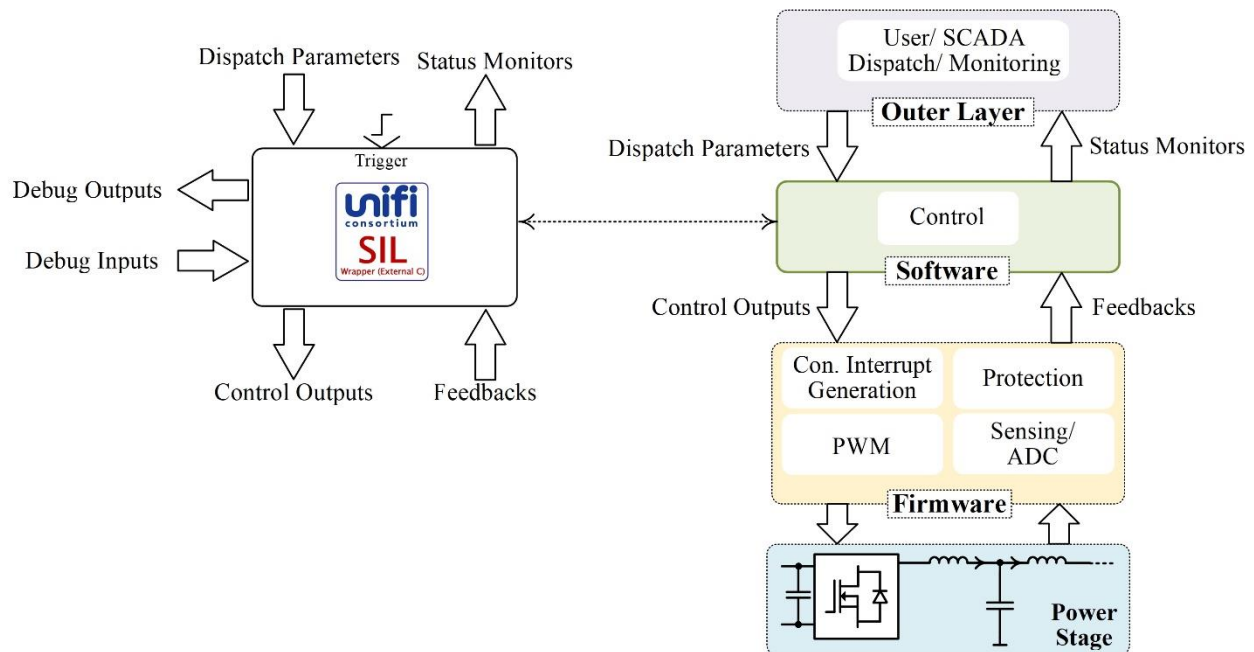 Dispatch Parameters
Status Monitors
Trigger
Debug Outputs
Debug Inputs
unifi
consortium
SIL
Wrapper (External C)
Control Outputs
Feedbacks
User/ SCADA
Dispatch/ Monitoring
Outer Layer
Dispatch Parameters
Status Monitors
Control
Software
Control Outputs
Feedbacks
Con. Interrupt
Generation
Protection
PWM
Sensing/
ADC
Firmware
Power
Stage